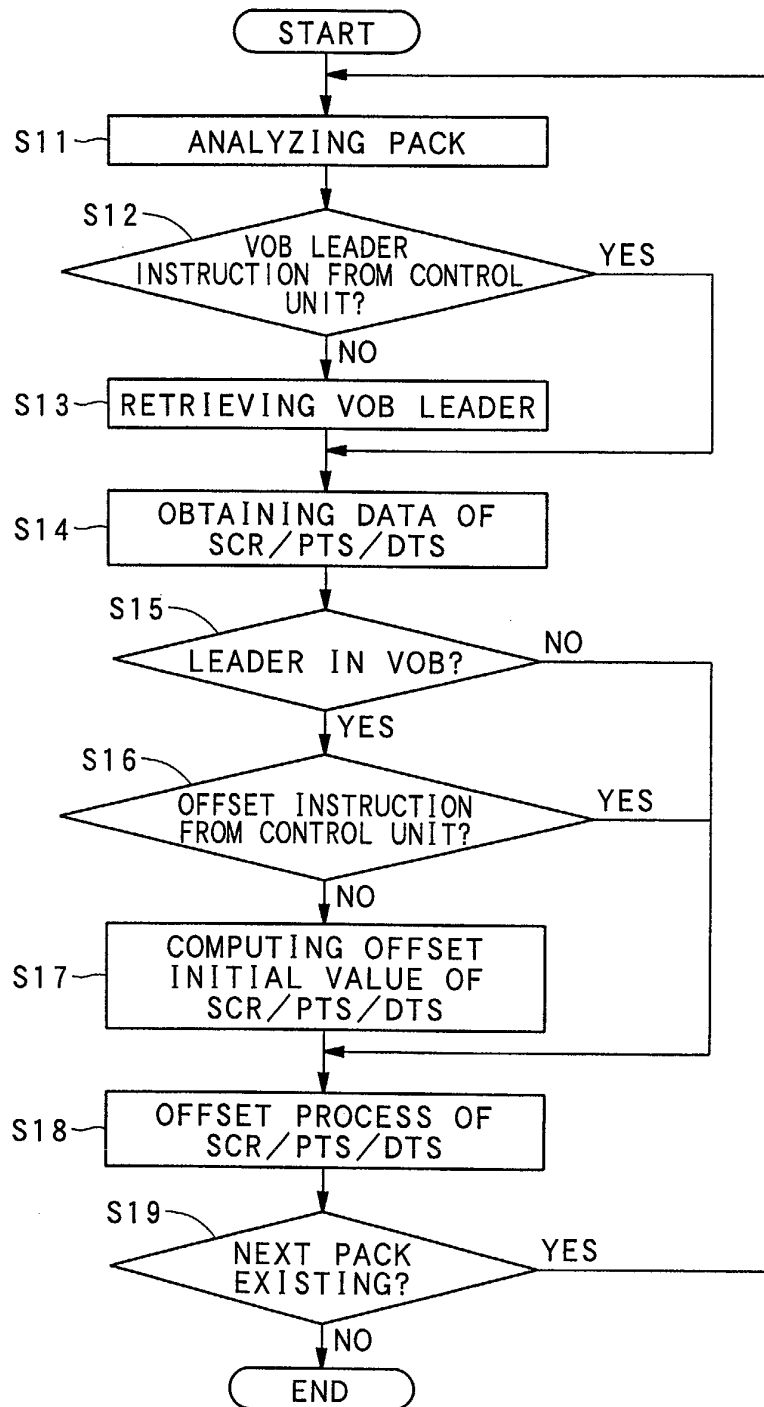 START
S11
ANALYZING PACK
S12
VOB LEADER
INSTRUCTION FROM CONTROL
UNIT?
YES
NO
S13
RETRIEVING VOB LEADER
S14
OBTAINING DATA OF
SCR/PTS/DTS
S15
LEADER IN VOB?
NO
YES
S16
OFFSET INSTRUCTION
FROM CONTROL UNIT?
YES
NO
S17
COMPUTING OFFSET
INITIAL VALUE OF
SCR/PTS/DTS
S18
OFFSET PROCESS OF
SCR/PTS/DTS
S19
NEXT PACK
EXISTING?
YES
NO
END